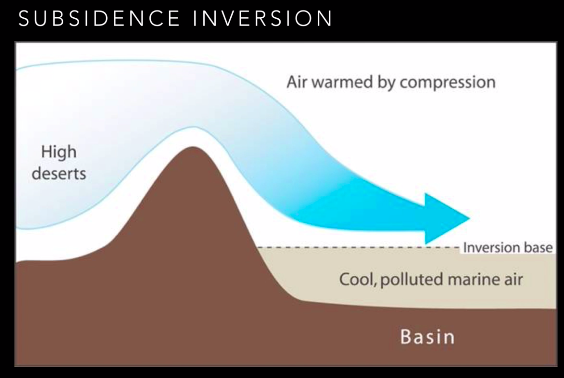 SUBSIDENCE INVERSION
Air warmed by compression
High
deserts
Inversion base
Cool, polluted marine air
Basin